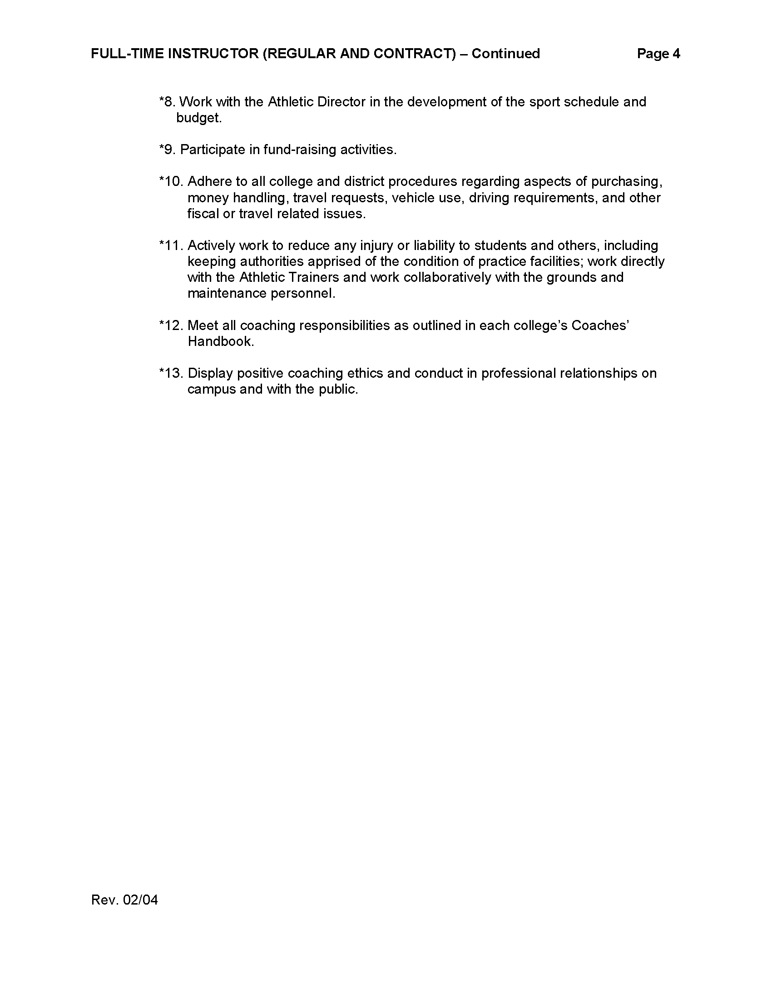 FULL-TIME INSTRUCTOR (REGULAR AND CONTRACT) – Continued Page 4
*8. Work with the Athletic Director in the development of the sport schedule and
budget.
*9. Participate in fund-raising activities.
*10. Adhere to all college and district procedures regarding aspects of purchasing,
money handling, travel requests, vehicle use, driving requirements, and other
fiscal or travel related issues.
*11. Actively work to reduce any injury or liability to students and others, including
keeping authorities apprised of the condition of practice facilities; work directly
with the Athletic Trainers and work collaboratively with the grounds and
maintenance personnel.
*12. Meet all coaching responsibilities as outlined in each college’s Coaches’
Handbook.
*13. Display positive coaching ethics and conduct in professional relationships on
campus and with the public.
Rev. 02/04